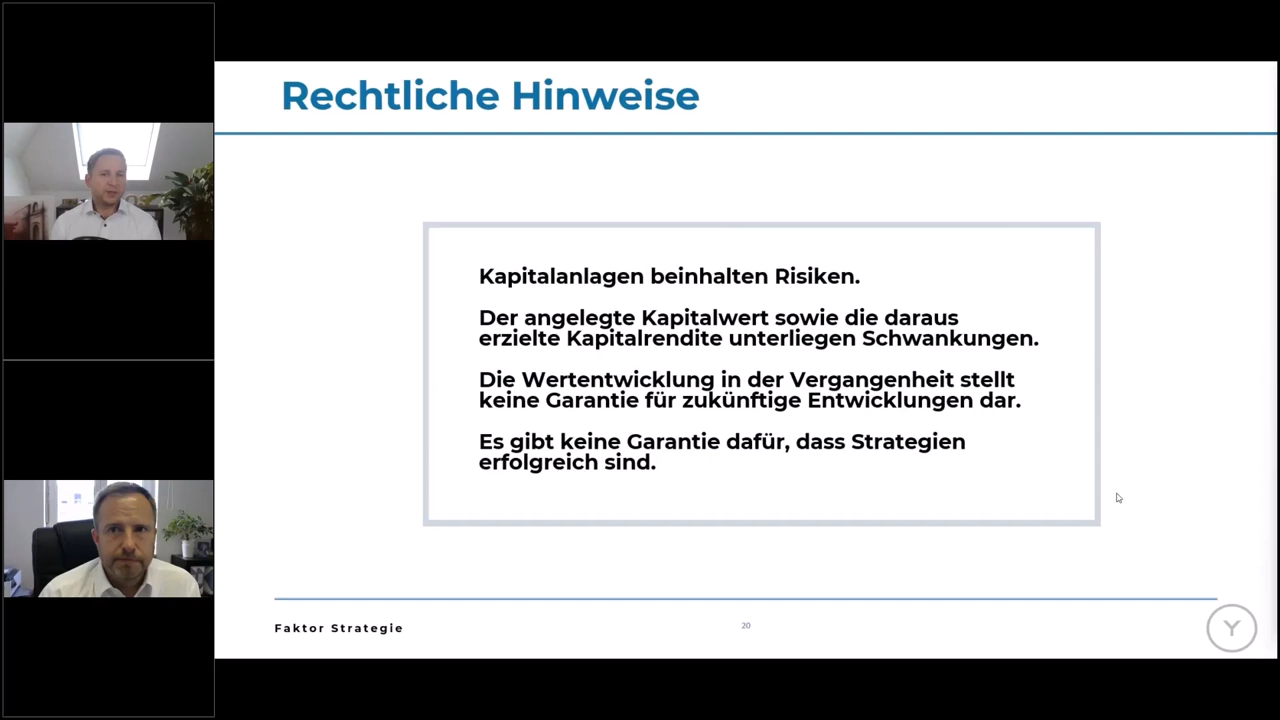 Rechtliche Hinweise
Kapitalanlagen beinhalten Risiken.
Der angelegte Kapitalwert sowie die daraus
erzielte Kapitalrendite unterliegen Schwankungen.
Die Wertentwicklung in der Vergangenheit stellt
keine Garantie für zukünftige Entwicklungen dar.
Es gibt keine Garantie dafür, dass Strategien
erfolgreich sind.
Faktor Strategie
20
Y